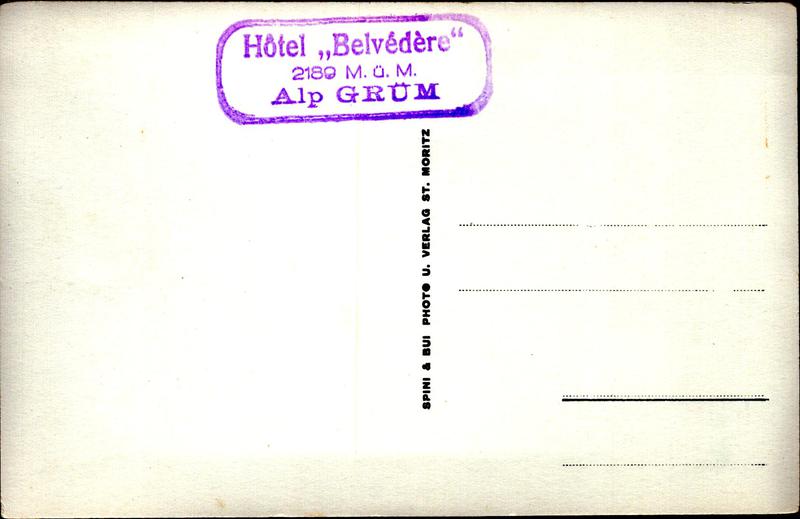 Hôtel „Belvédère“
2189 M. ü. M.
Alp GRÜM
SPINI & BUI PHOTO U. VERLAG ST. MORITZ